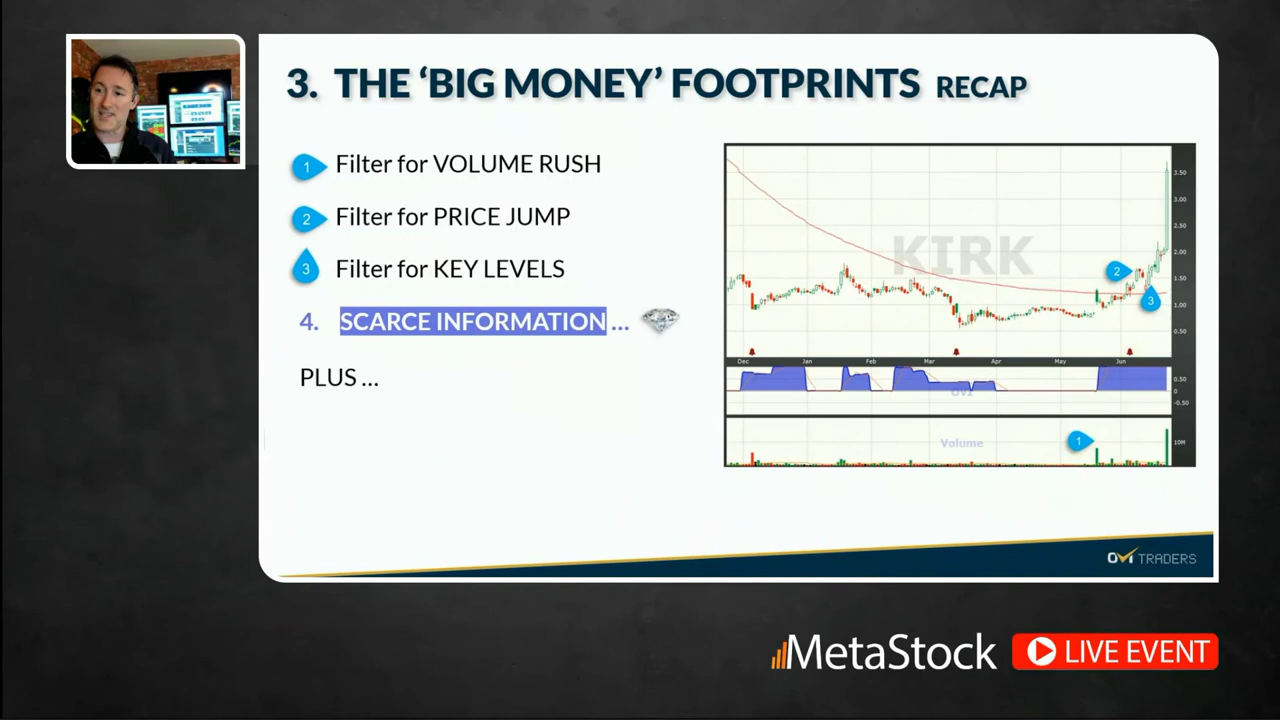 3. THE ‘BIG MONEY’ FOOTPRINTS RECAP
1 Filter for VOLUME RUSH
2 Filter for PRICE JUMP
3 Filter for KEY LEVELS
4. SCARCE INFORMATION ...
PLUS ...
KIRK
3.50
3.00
2.50
2.00
1.50
1.00
0.50
2
3
Dec Jan Feb Mar Apr May Jun
0.50
0
-0.50
OVI
1
Volume
10M
OVI TRADERS
MetaStock LIVE EVENT